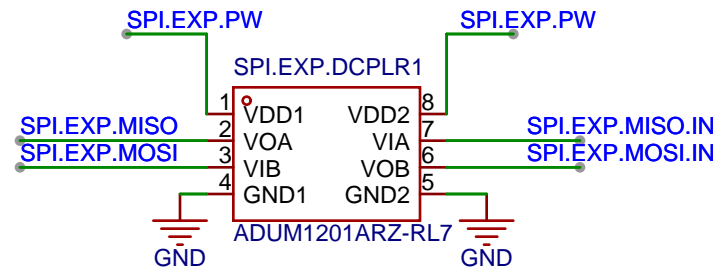 SPI.EXP.PW SPI.EXP.PW
SPI.EXP.DCPLR1
1 VDD1 VDD2 8
SPI.EXP.MISO 2 VOA VIA 7 SPI.EXP.MISO.IN
SPI.EXP.MOSI 3 VIB VOB 6 SPI.EXP.MOSI.IN
4 GND1 GND2 5
ADUM1201ARZ-RL7
GND GND